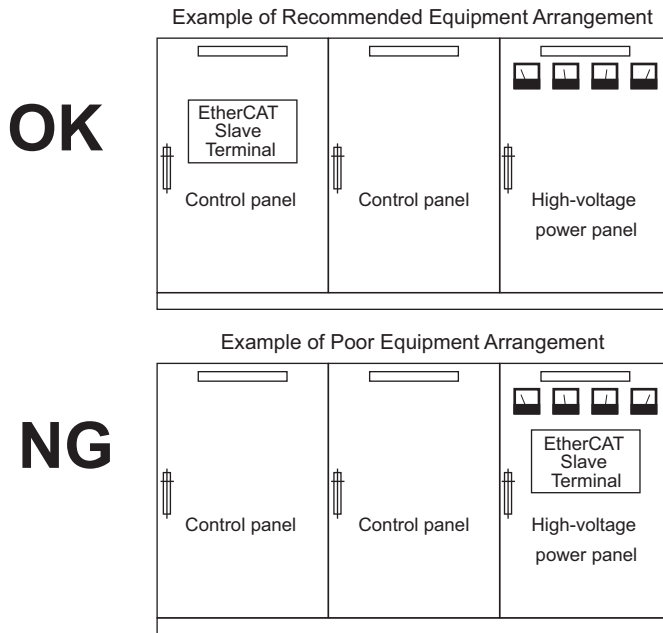 Example of Recommended Equipment Arrangement
OK
EtherCAT
Slave
Terminal
Control panel
Control panel
High-voltage
power panel
Example of Poor Equipment Arrangement
NG
EtherCAT
Slave
Terminal
Control panel
Control panel
High-voltage
power panel